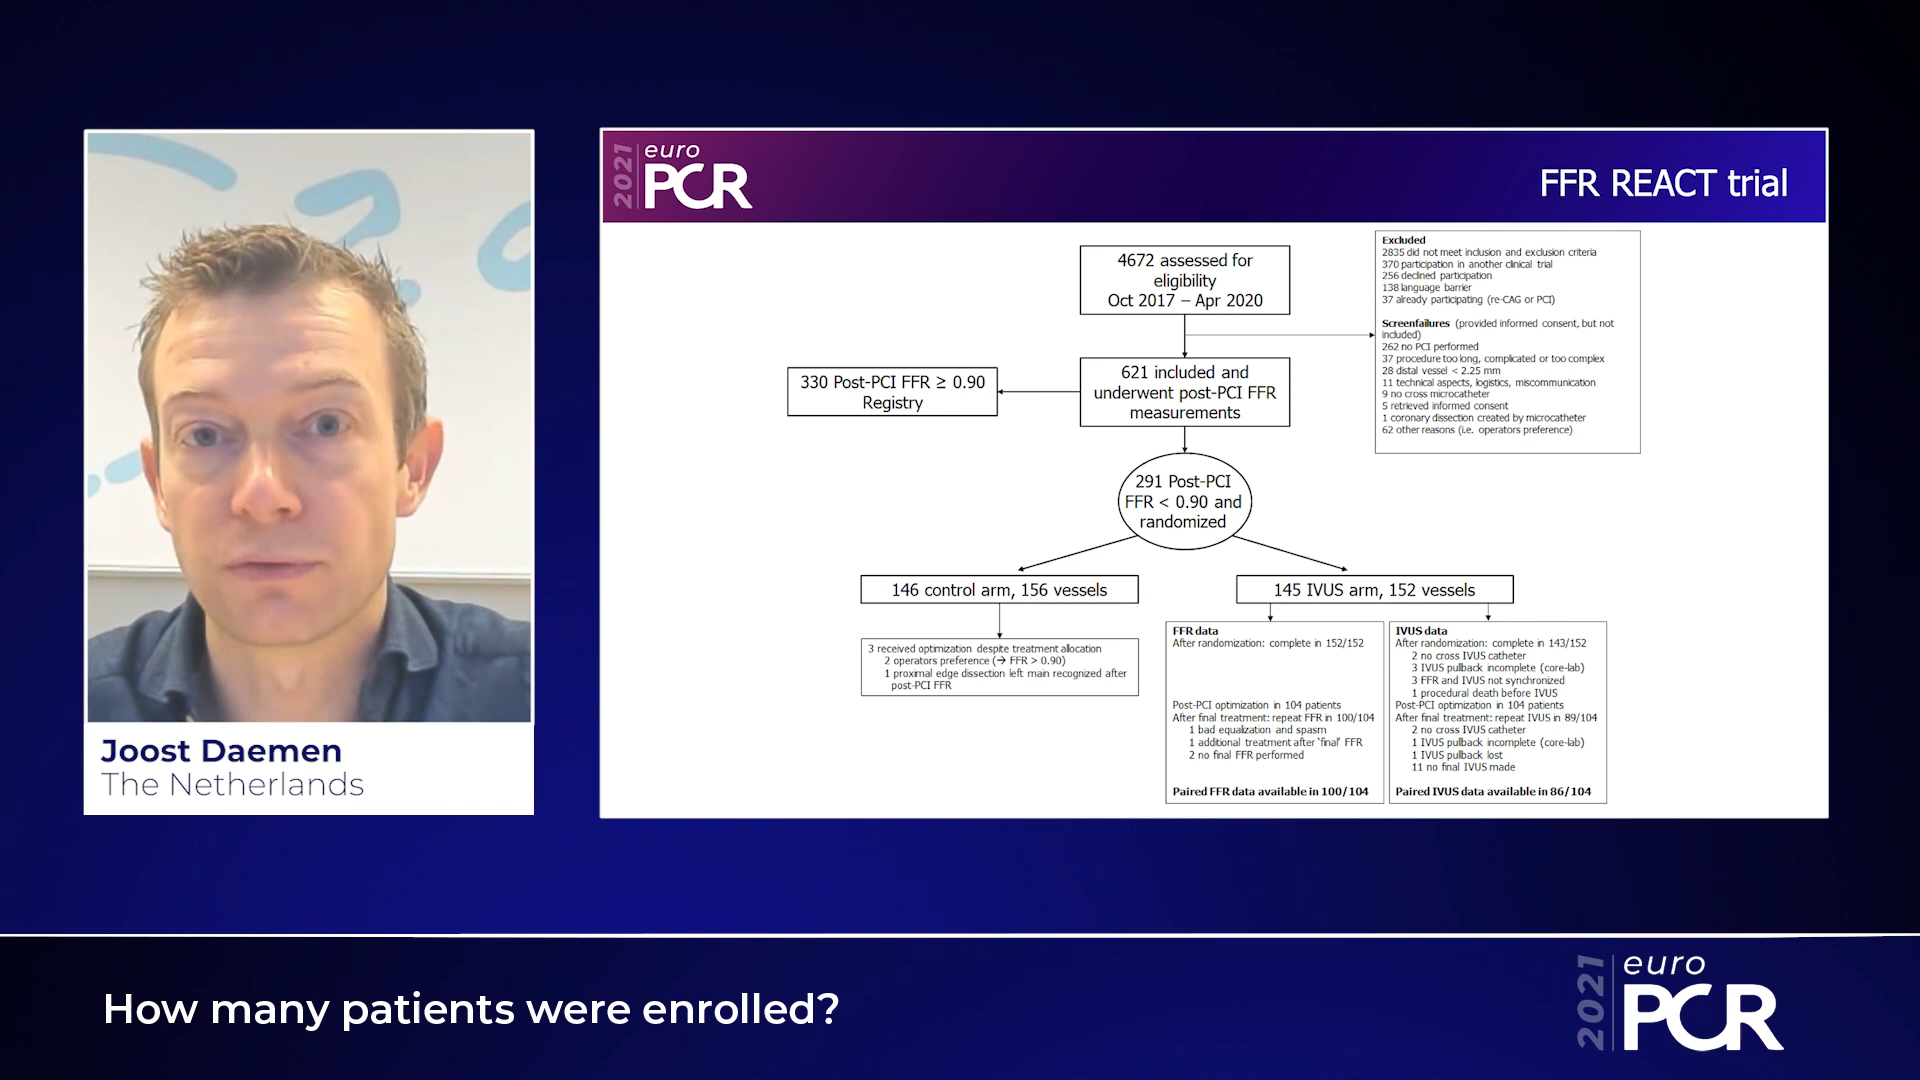 Joost Daemen
The Netherlands
2021
euro
PCR
FFR REACT trial
4672 assessed for
eligibility
Oct 2017 – Apr 2020
Excluded
2835 did not meet inclusion and exclusion criteria
370 participation in another clinical trial
256 declined participation
138 language barrier
37 already participating (re-CAG or PCI)
Screenfailures (provided informed consent, but not
included)
262 no PCI performed
37 procedure too long, complicated or too complex
28 distal vessel < 2.25 mm
11 technical aspects, logistics, miscommunication
9 no cross microcatheter
5 retrieved informed consent
1 coronary dissection created by microcatheter
62 other reasons (i.e. operators preference)
330 Post-PCI FFR ≥ 0.90
Registry
621 included and
underwent post-PCI FFR
measurements
291 Post-PCI
FFR < 0.90 and
randomized
146 control arm, 156 vessels
3 received optimization despite treatment allocation
2 operators preference (→ FFR > 0.90)
1 proximal edge dissection left main recognized after
post-PCI FFR
145 IVUS arm, 152 vessels
FFR data
After randomization: complete in 152/152
Post-PCI optimization in 104 patients
After final treatment: repeat FFR in 100/104
1 bad equalization and spasm
1 additional treatment after 'final' FFR
2 no final FFR performed
Paired FFR data available in 100/104
IVUS data
After randomization: complete in 143/152
2 no cross IVUS catheter
3 IVUS pullback incomplete (core-lab)
3 FFR and IVUS not synchronized
1 procedural death before IVUS
Post-PCI optimization in 104 patients
After final treatment: repeat IVUS in 89/104
2 no cross IVUS catheter
1 IVUS pullback incomplete (core-lab)
1 IVUS pullback lost
11 no final IVUS made
Paired IVUS data available in 86/104
How many patients were enrolled?
2021
euro
PCR